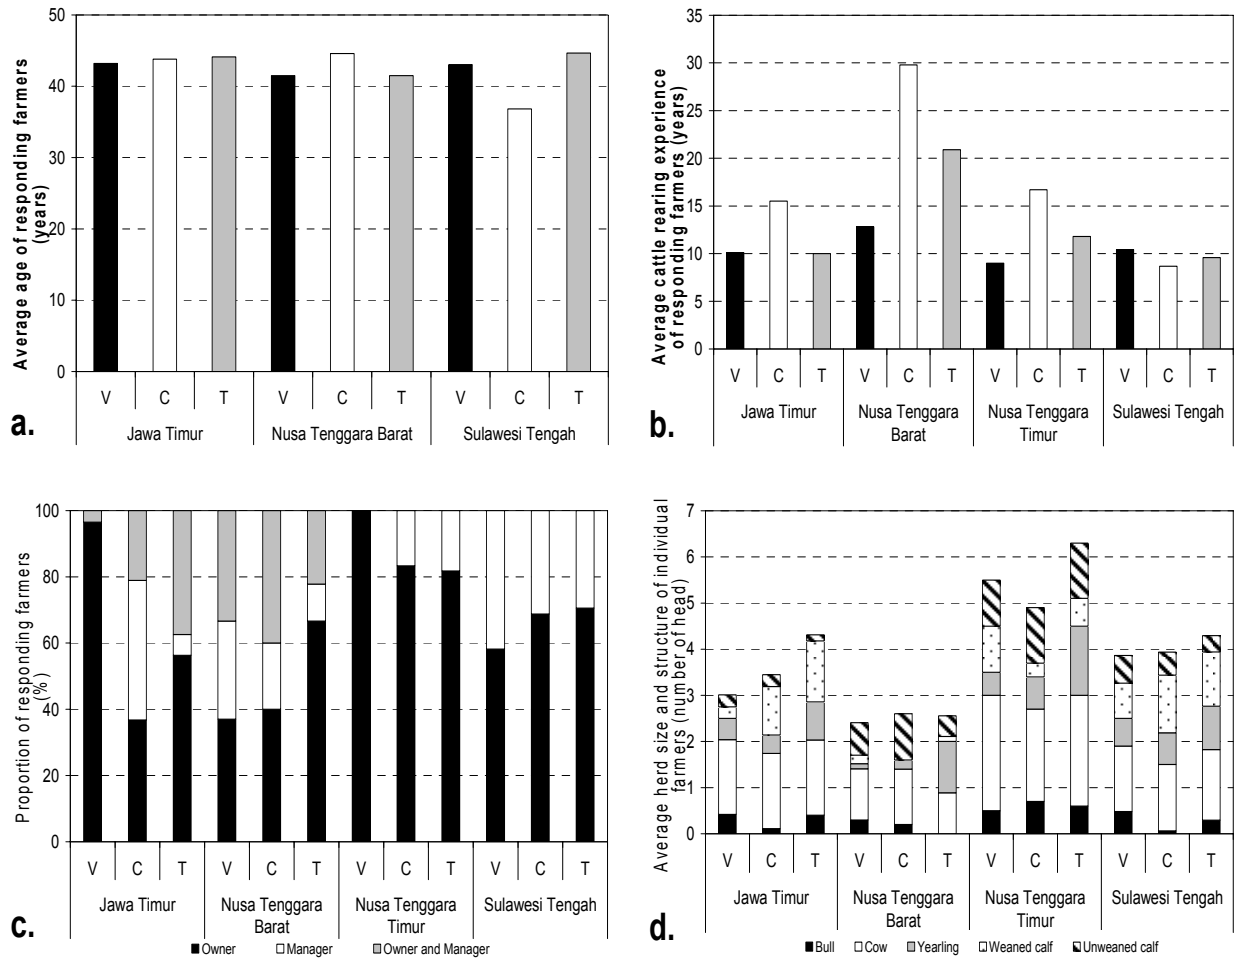 50
40
30
20
10
0
Average age of responding farmers
(years)
V C T V C T V C T
Jawa Timur Nusa Tenggara Barat Sulawesi Tengah
a.
35
30
25
20
15
10
5
0
Average cattle rearing experience
of responding farmers (years)
V C T V C T V C T V C T
Jawa Timur Nusa Tenggara Nusa Tenggara Sulawesi Tengah
Barat Timur
b.
100
80
60
40
20
0
Proportion of responding farmers
(%)
V C T V C T V C T V C T
Jawa Timur Nusa Tenggara Nusa Tenggara Sulawesi Tengah
Barat Timur
c.
Owner Manager Owner and Manager
7
6
5
4
3
2
1
0
Average herd size and structure of individual
farmers (number of head)
V C T V C T V C T V C T
Jawa Timur Nusa Tenggara Nusa Tenggara Sulawesi Tengah
Barat Timur
d.
Bull Cow Yearling Weaned calf Unweaned calf